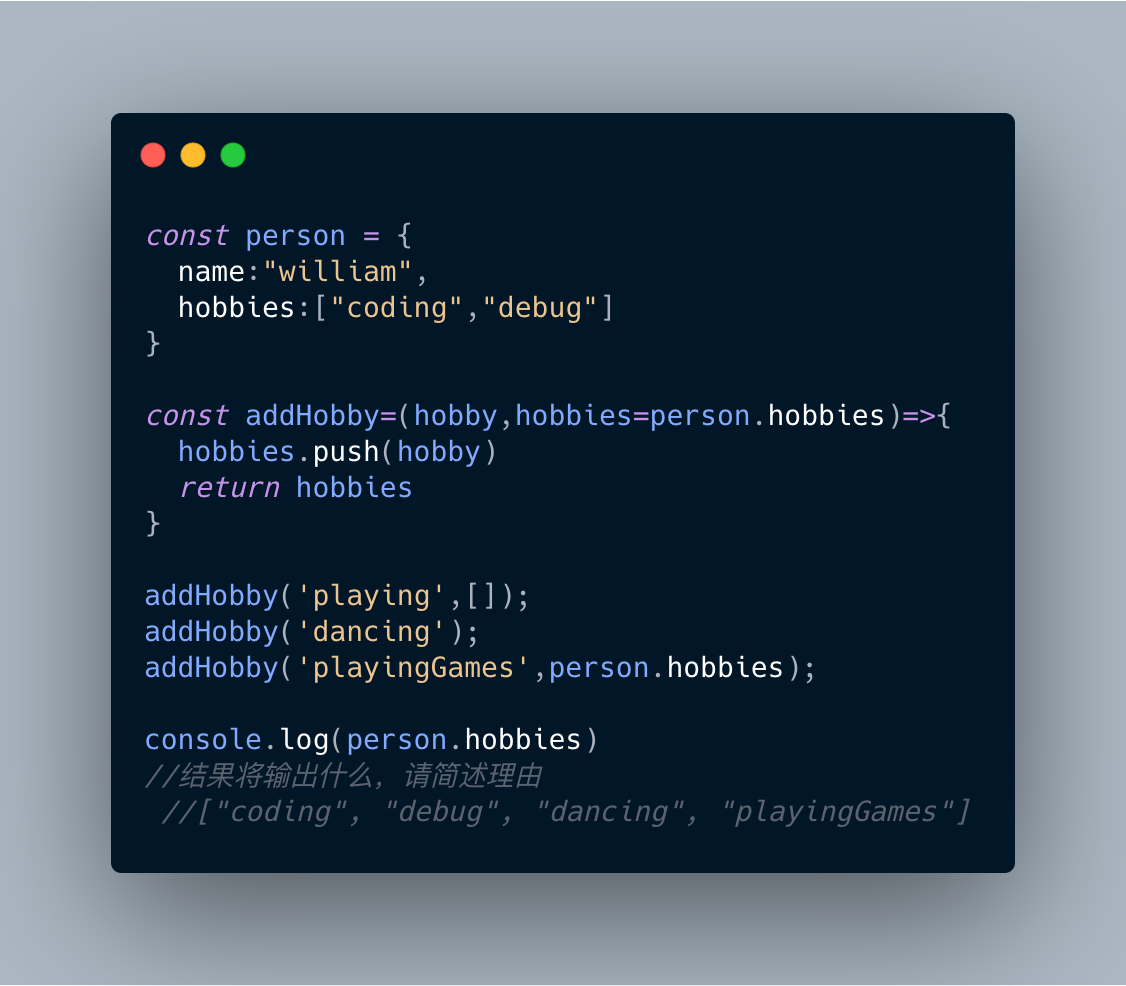 const person = {
  name:"william",
  hobbies:["coding","debug"]
}
const addHobby=(hobby,hobbies=person.hobbies)=>{
  hobbies.push(hobby)
  return hobbies
}
addHobby('playing',[]);
addHobby('dancing');
addHobby('playingGames',person.hobbies);
console.log(person.hobbies)
//结果将输出什么, 请简述理由
 //["coding", "debug", "dancing", "playingGames"]